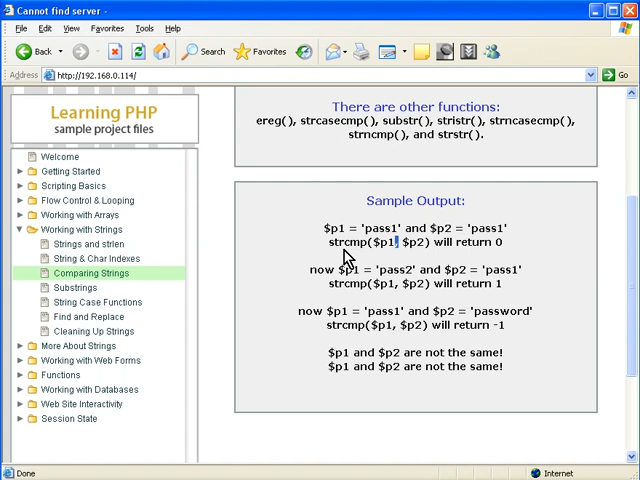 Cannot find server -
File Edit View Favorites Tools Help
Back Search Favorites
Address http://192.168.0.114/ Go
Learning PHP
sample project files
Welcome
Getting Started
Scripting Basics
Flow Control & Looping
Working with Arrays
Working with Strings
Strings and strlen
String & Char Indexes
Comparing Strings
Substrings
String Case Functions
Find and Replace
Cleaning Up Strings
More About Strings
Working with Web Forms
Functions
Working with Databases
Web Site Interactivity
Session State
There are other functions:
ereg(), strcasecmp(), substr(), stristr(), strncasecmp(),
strncmp(), and strstr().
Sample Output:
$p1 = 'pass1' and $p2 = 'pass1'
strcmp($p1, $p2) will return 0
now $p1 = 'pass2' and $p2 = 'pass1'
strcmp($p1, $p2) will return 1
now $p1 = 'pass1' and $p2 = 'password'
strcmp($p1, $p2) will return -1
$p1 and $p2 are not the same!
$p1 and $p2 are not the same!
Done Internet